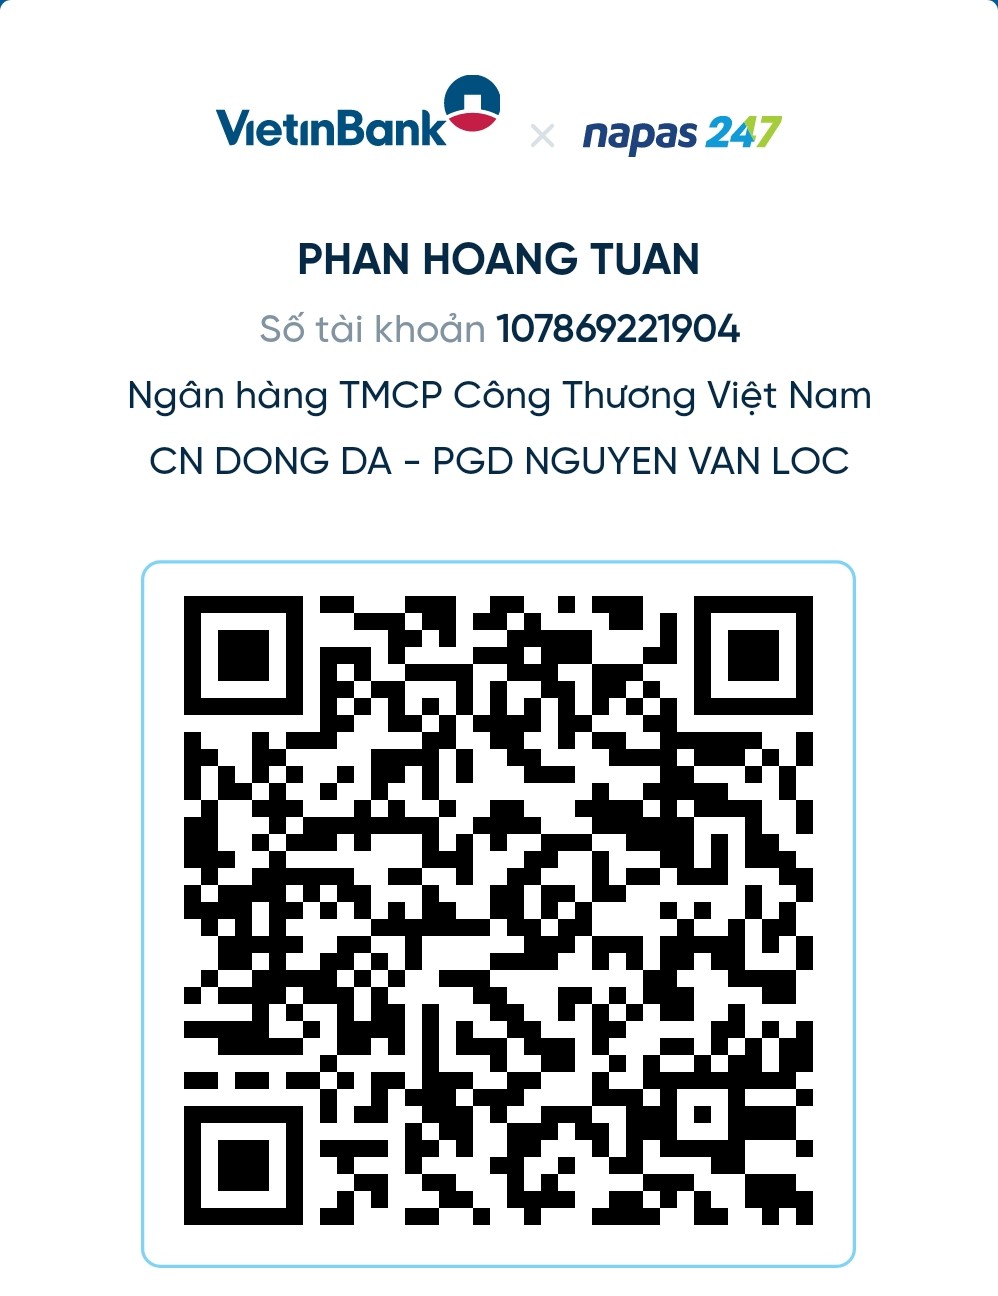 VietinBank × napas 247
PHAN HOANG TUAN
Số tài khoản 107869221904
Ngân hàng TMCP Công Thương Việt Nam
CN DONG DA - PGD NGUYEN VAN LOC